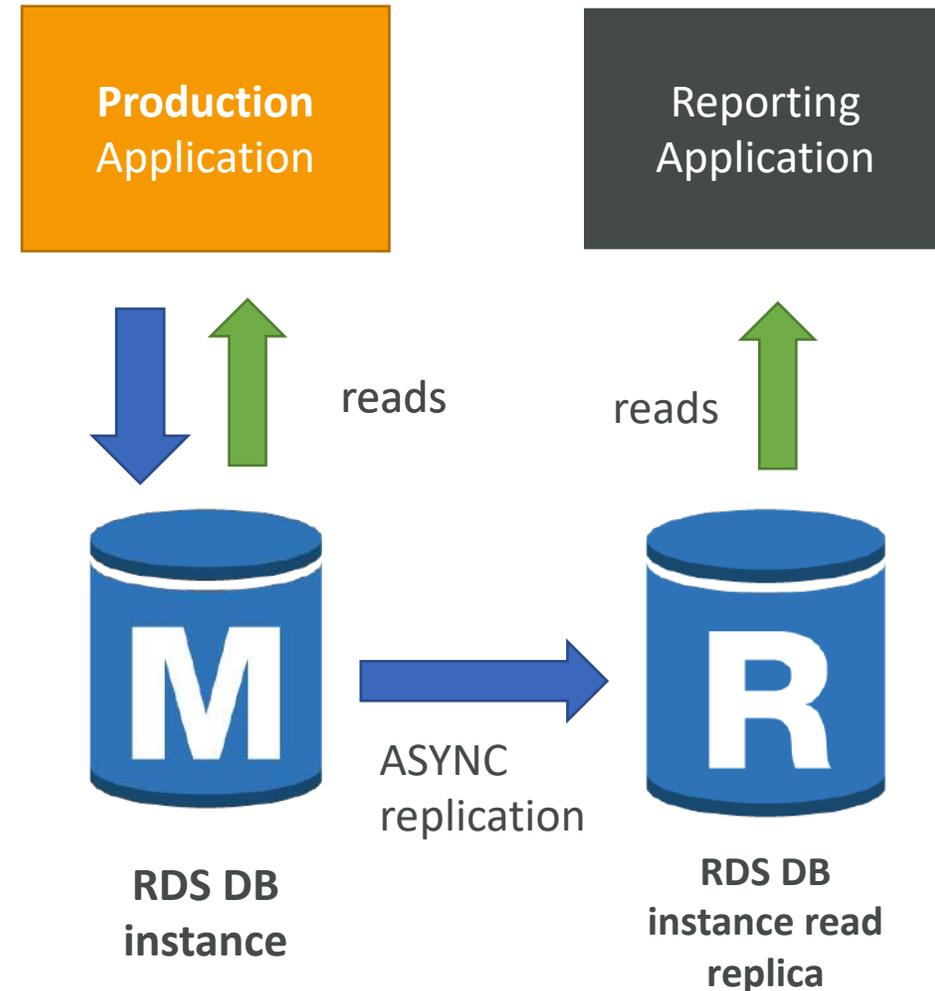 Production
Application
Reporting
Application
reads
reads
M
R
ASYNC
replication
RDS DB
instance
RDS DB
instance read
replica